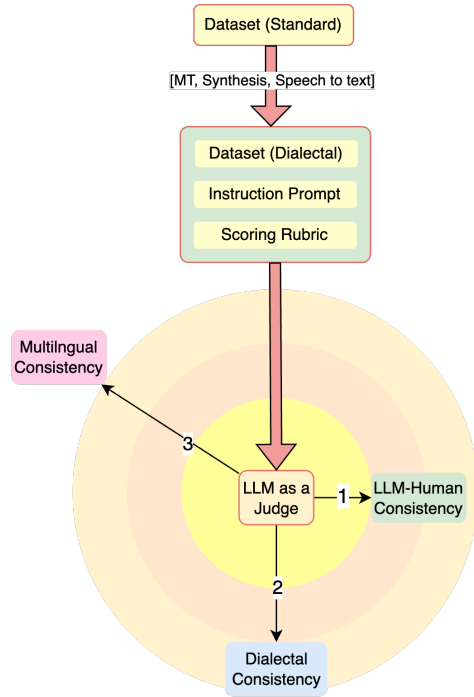 Dataset (Standard)
[MT, Synthesis, Speech to text]
Dataset (Dialectal)
Instruction Prompt
Scoring Rubric
Multilngual
Consistency
3
LLM as a
Judge
1
LLM-Human
Consistency
2
Dialectal
Consistency